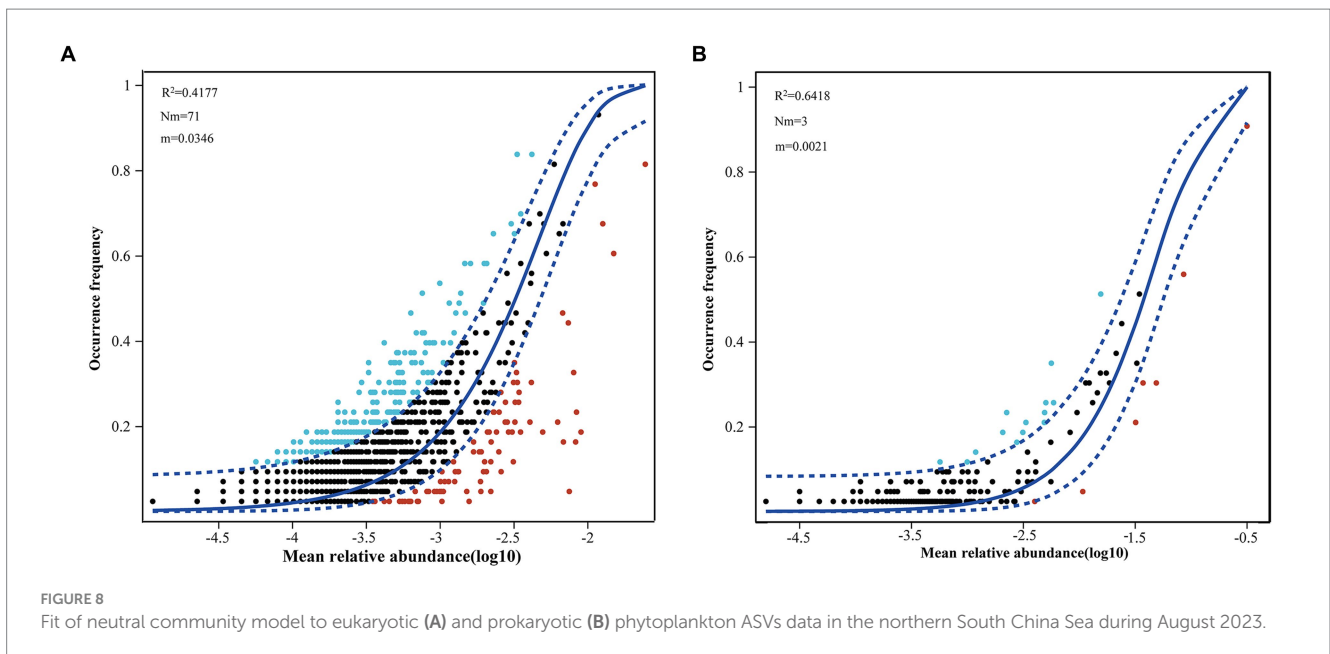 A
R²=0.4177
Nm=71
m=0.0346
1
0.8
0.6
0.4
0.2
Occurrence frequency
-4.5 -4 -3.5 -3 -2.5 -2
Mean relative abundance(log10)
B
R²=0.6418
Nm=3
m=0.0021
1
0.8
0.6
0.4
0.2
Occurrence frequency
-4.5 -3.5 -2.5 -1.5 -0.5
Mean relative abundance(log10)
FIGURE 8
Fit of neutral community model to eukaryotic (A) and prokaryotic (B) phytoplankton ASVs data in the northern South China Sea during August 2023.